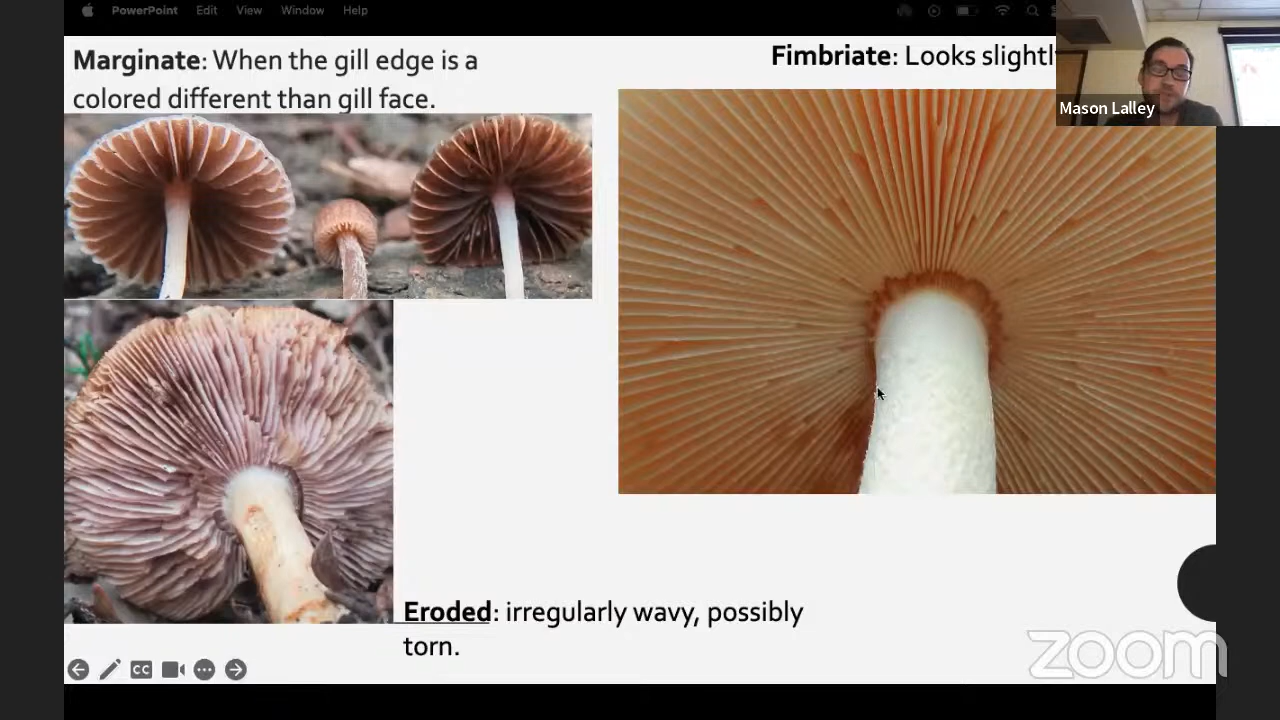 PowerPoint Edit View Window Help
Marginate: When the gill edge is a
colored different than gill face.
Fimbriate: Looks slightl
Mason Lalley
Eroded: irregularly wavy, possibly
torn.
CC
zoom